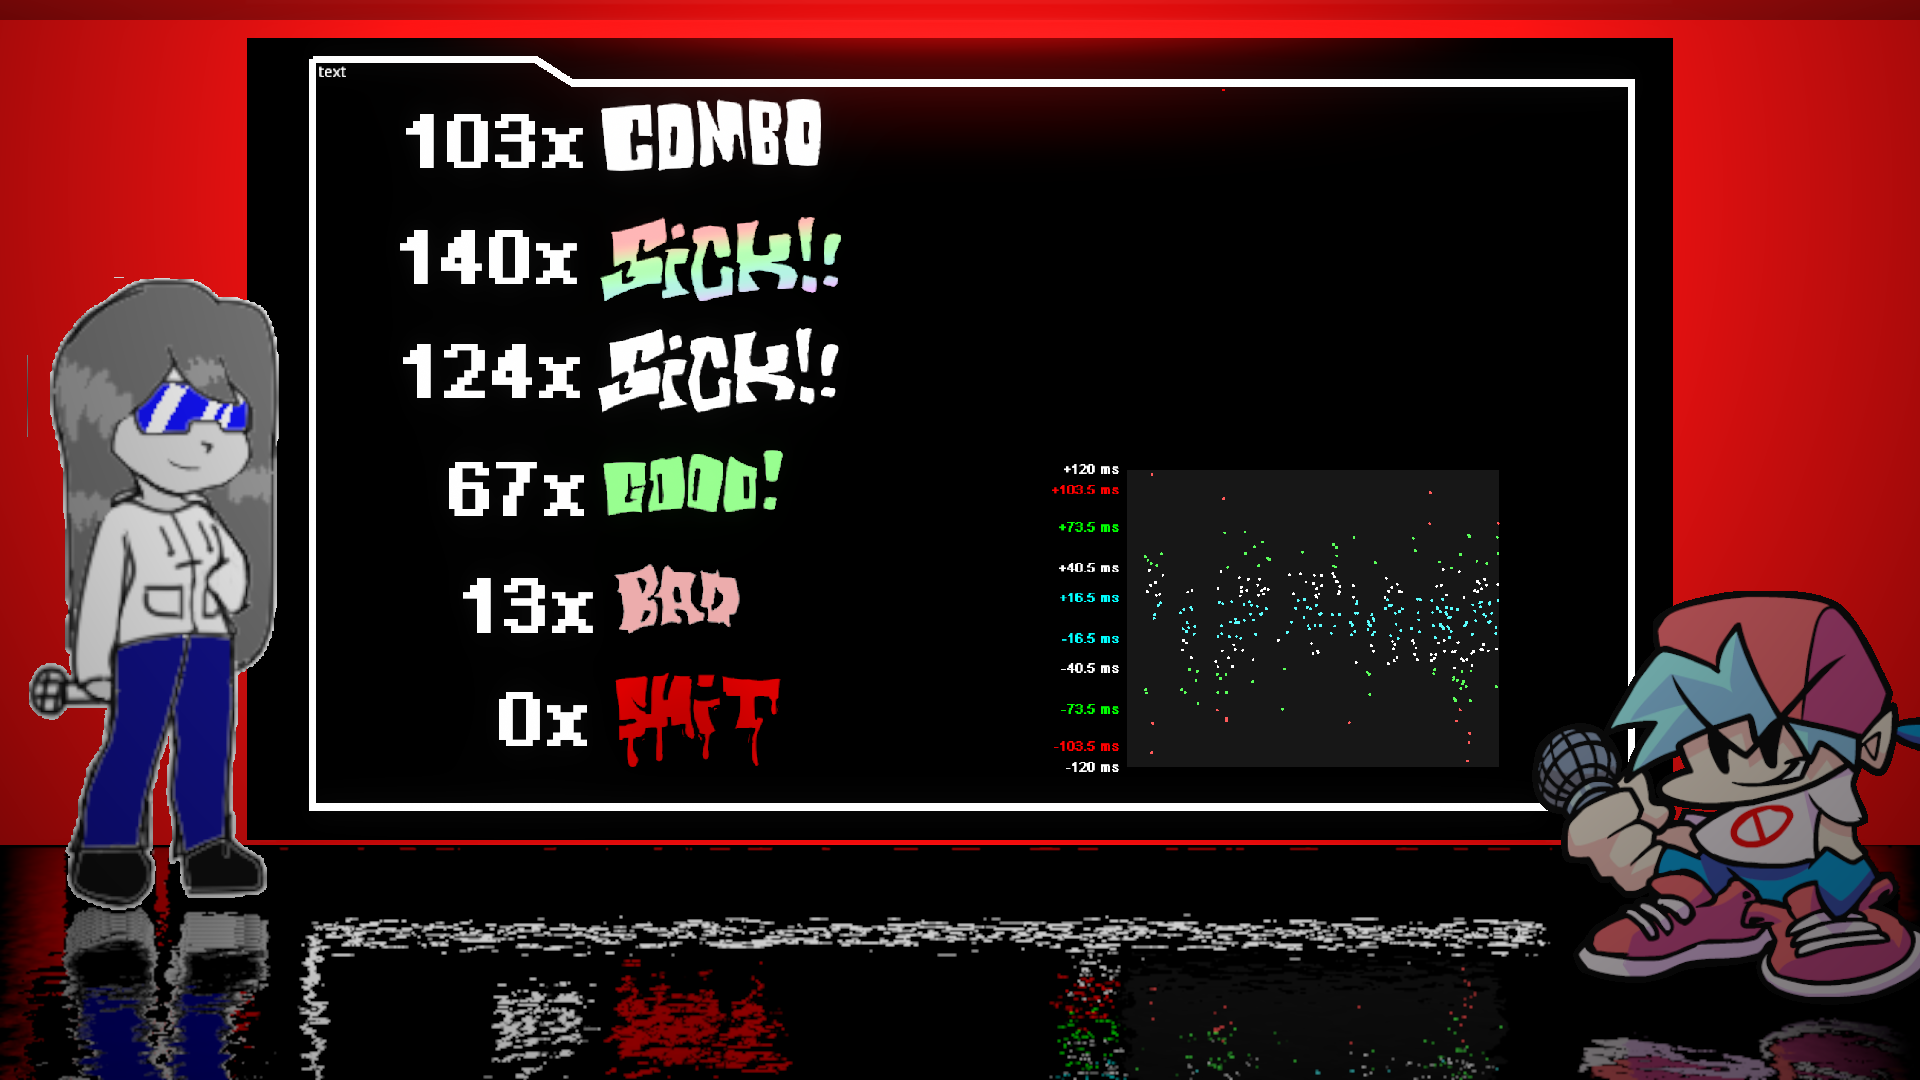 text
103x COMBO
140x SiCK!!
124x SiCK!!
67x GOOD!
13x BAD
0x SHiT
+120 ms
+103.5 ms
+73.5 ms
+40.5 ms
+16.5 ms
-16.5 ms
-40.5 ms
-73.5 ms
-103.5 ms
-120 ms